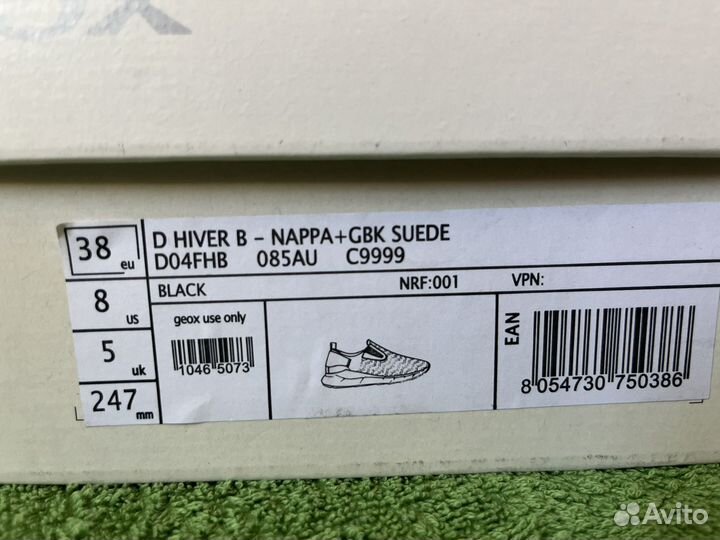 OX
38 eu
8 US
5 uk
247 mm
D HIVER B – NAPPA+GBK SUEDE
D04FHB 085AU C9999
BLACK NRF:001 VPN:
geox use only
1046 5073
EAN
8 054730 750386
Avito